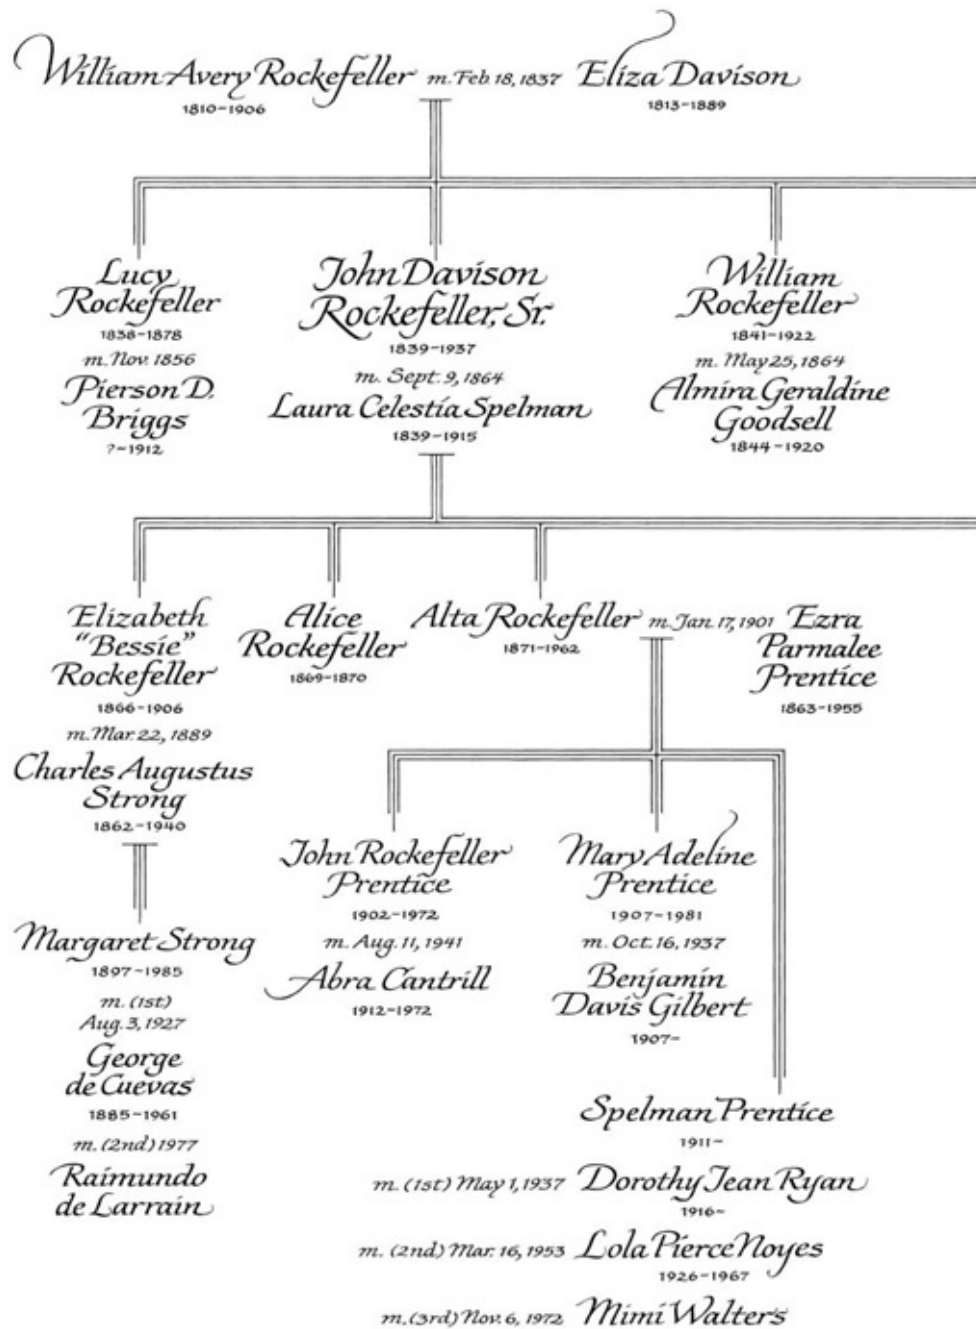 William Avery Rockefeller m. Feb. 18, 1837 Eliza Davison
1810–1906
1813–1889
Lucy
Rockefeller
1838–1878
m. Nov. 1856
Pierson D.
Briggs
?–1912
John Davison
Rockefeller, Sr.
1839–1937
m. Sept. 9, 1864
Laura Celestia Spelman
1839–1915
William
Rockefeller
1841–1922
m. May 25, 1864
Almira Geraldine
Goodsell
1844–1920
Elizabeth
"Bessie"
Rockefeller
1866–1906
m. Mar. 22, 1889
Charles Augustus
Strong
1862–1940
Margaret Strong
1897–1985
m. (1st)
Aug. 3, 1927
George
de Cuevas
1885–1961
m. (2nd) 1977
Raimundo
de Larrain
Alice
Rockefeller
1869–1870
Alta Rockefeller m. Jan. 17, 1901 Ezra
1871–1962
Parmalee
Prentice
1863–1955
John Rockefeller
Prentice
1902–1972
m. Aug. 11, 1941
Abra Cantrill
1912–1972
Mary Adeline
Prentice
1907–1981
m. Oct. 16, 1937
Benjamin
Davis Gilbert
1907–
Spelman Prentice
1911–
m. (1st) May 1, 1937 Dorothy Jean Ryan
1916–
m. (2nd) Mar. 16, 1953 Lola Pierce Noyes
1926–1967
m. (3rd) Nov. 6, 1972 Mimi Walters